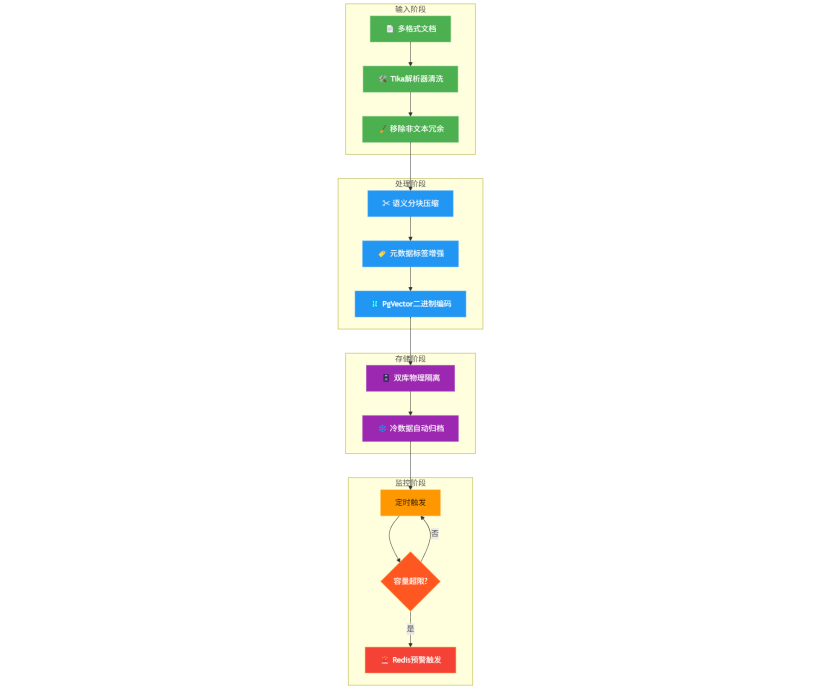 输入阶段
📄 多格式文档
Tika解析器清洗
移除非文本冗余
处理阶段
✂ 语义分块压缩
🏷 元数据标签增强
PgVector二进制编码
存储阶段
🗄 双库物理隔离
❄ 冷数据自动归档
监控阶段
定时触发
否
容量超限?
是
🚨 Redis预警触发